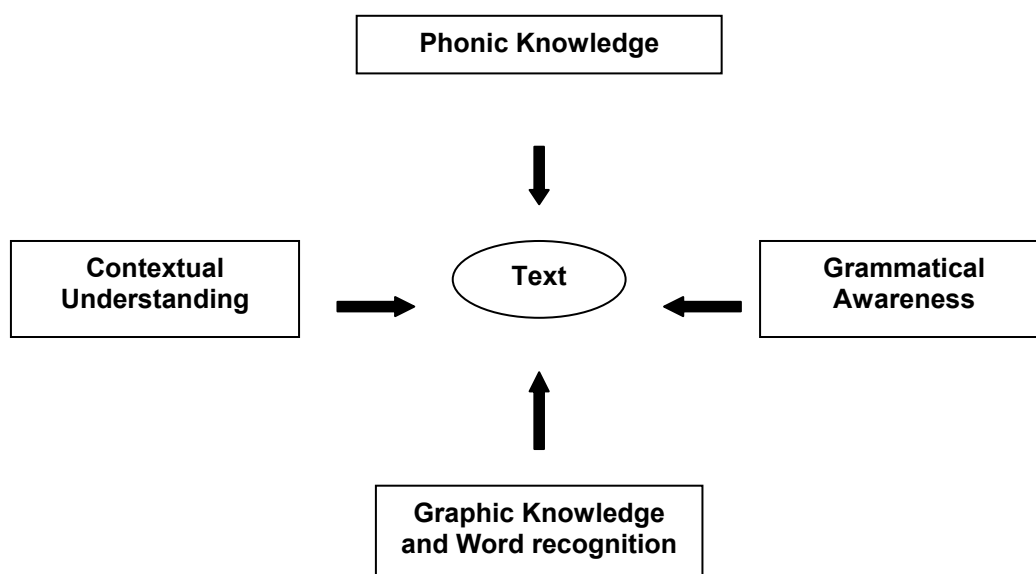 Phonic Knowledge
Contextual
Understanding
Text
Grammatical
Awareness
Graphic Knowledge
and Word recognition